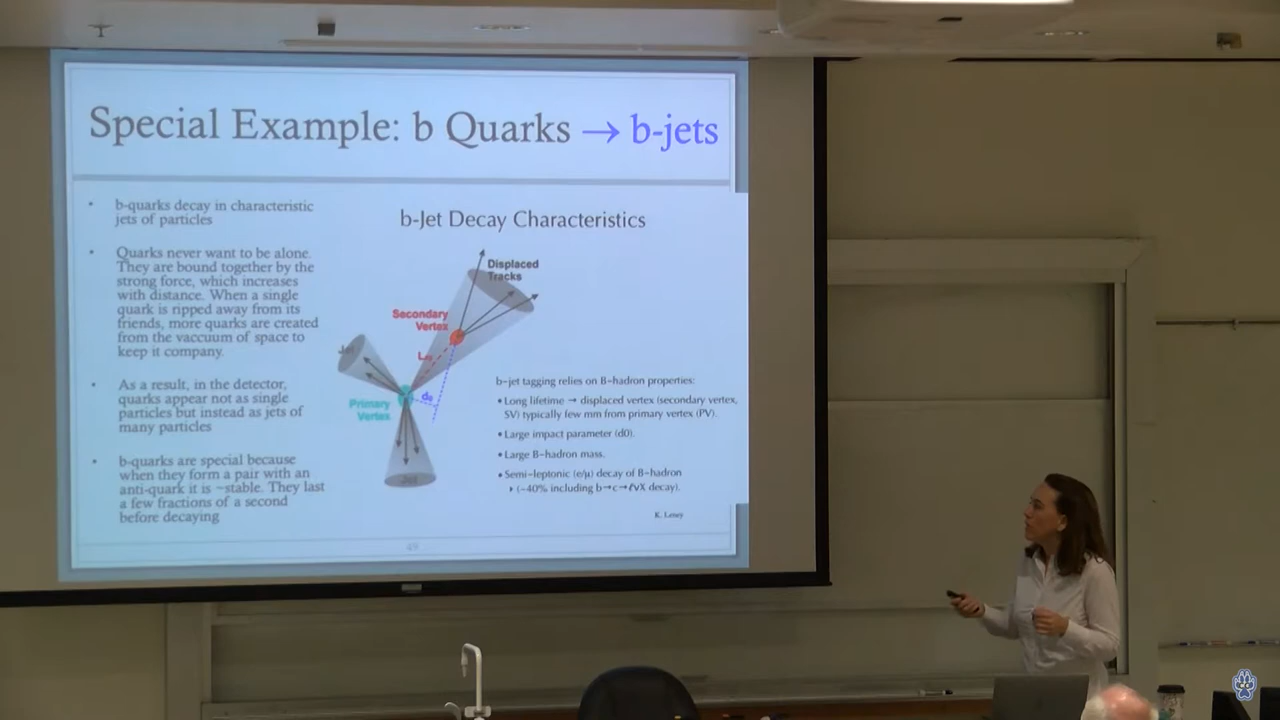 Special Example: b Quarks → b-jets
• b-quarks decay in characteristic
jets of particles
• Quarks never want to be alone.
They are bound together by the
strong force, which increases
with distance. When a single
quark is ripped away from its
friends, more quarks are created
from the vacuum of space to
keep it company.
• As a result, in the detector,
quarks appear not as single
particles but instead as jets of
many particles
• b-quarks are special because
when they form a pair with an
anti-quark it is ~stable. They last
a few fractions of a second
before decaying
b-Jet Decay Characteristics
Displaced
Tracks
Secondary
Vertex
Jet
d₀
Primary
Vertex
Jet
b-jet tagging relies on B-hadron properties:
• Long lifetime → displaced vertex (secondary vertex,
SV) typically few mm from primary vertex (PV).
• Large impact parameter (d0).
• Large B-hadron mass.
• Semi-leptonic (e/μ) decay of B-hadron
‣ (~40% including b→c→ℓνX decay).
49